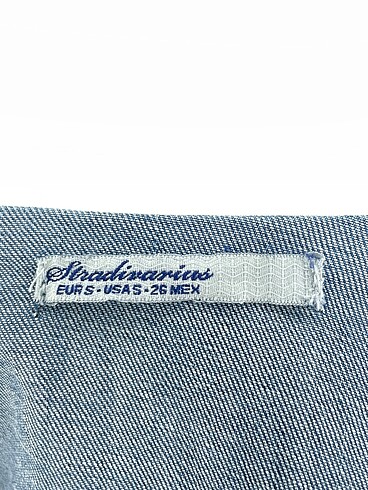 Stradivarius
EUR S - USA S - 26 MEX